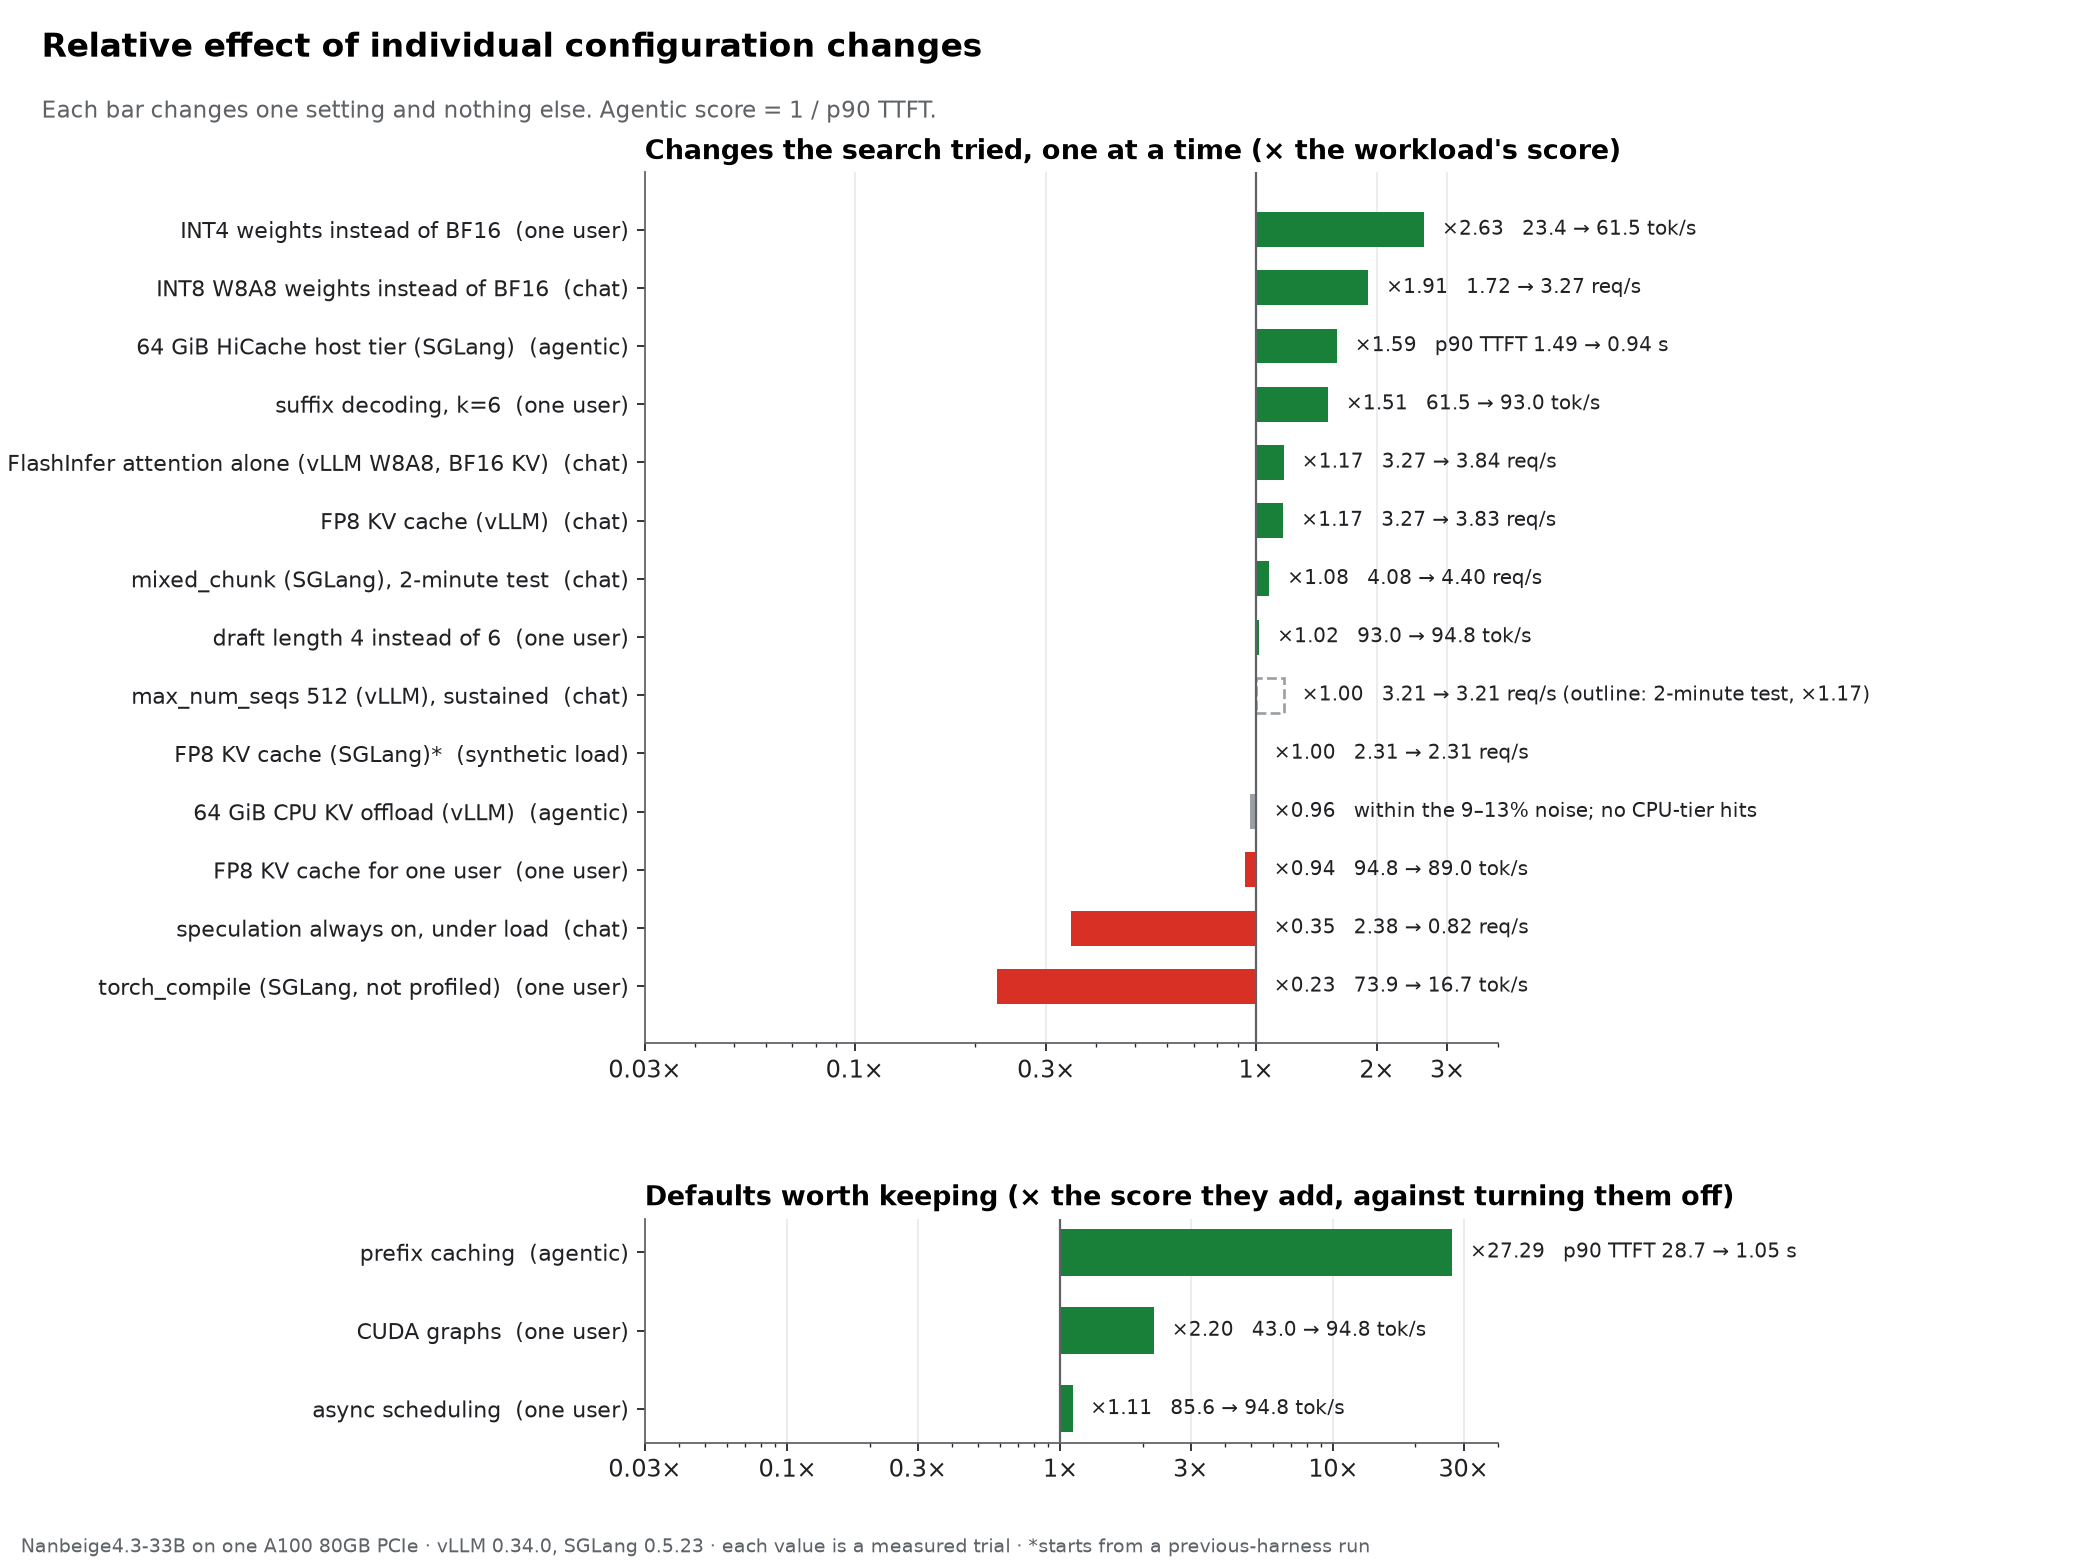 Relative effect of individual configuration changes
Each bar changes one setting and nothing else. Agentic score = 1 / p90 TTFT.
Changes the search tried, one at a time (× the workload's score)
INT4 weights instead of BF16 (one user) ×2.63 23.4 → 61.5 tok/s
INT8 W8A8 weights instead of BF16 (chat) ×1.91 1.72 → 3.27 req/s
64 GiB HiCache host tier (SGLang) (agentic) ×1.59 p90 TTFT 1.49 → 0.94 s
suffix decoding, k=6 (one user) ×1.51 61.5 → 93.0 tok/s
FlashInfer attention alone (vLLM W8A8, BF16 KV) (chat) ×1.17 3.27 → 3.84 req/s
FP8 KV cache (vLLM) (chat) ×1.17 3.27 → 3.83 req/s
mixed_chunk (SGLang), 2-minute test (chat) ×1.08 4.08 → 4.40 req/s
draft length 4 instead of 6 (one user) ×1.02 93.0 → 94.8 tok/s
max_num_seqs 512 (vLLM), sustained (chat) ×1.00 3.21 → 3.21 req/s (outline: 2-minute test, ×1.17)
FP8 KV cache (SGLang)* (synthetic load) ×1.00 2.31 → 2.31 req/s
64 GiB CPU KV offload (vLLM) (agentic) ×0.96 within the 9–13% noise; no CPU-tier hits
FP8 KV cache for one user (one user) ×0.94 94.8 → 89.0 tok/s
speculation always on, under load (chat) ×0.35 2.38 → 0.82 req/s
torch_compile (SGLang, not profiled) (one user) ×0.23 73.9 → 16.7 tok/s
0.03× 0.1× 0.3× 1× 2× 3×
Defaults worth keeping (× the score they add, against turning them off)
prefix caching (agentic) ×27.29 p90 TTFT 28.7 → 1.05 s
CUDA graphs (one user) ×2.20 43.0 → 94.8 tok/s
async scheduling (one user) ×1.11 85.6 → 94.8 tok/s
0.03× 0.1× 0.3× 1× 3× 10× 30×
Nanbeige4.3-33B on one A100 80GB PCIe · vLLM 0.34.0, SGLang 0.5.23 · each value is a measured trial · *starts from a previous-harness run